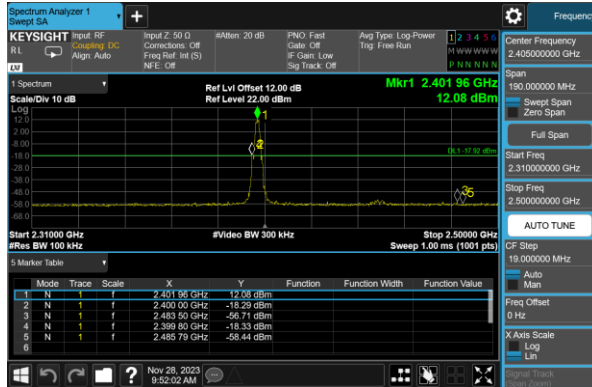 Spectrum Analyzer 1
Swept SA
+
Frequency
KEYSIGHT
RL
LXI
Input: RF
Coupling: DC
Align: Auto
Input Z: 50 Ω
Corrections: Off
Freq Ref: Int (S)
NFE: Off
#Atten: 20 dB
PNO: Fast
Gate: Off
IF Gain: Low
Sig Track: Off
Avg Type: Log-Power
Trig: Free Run
1 2 3 4 5 6
M W W W W W
P N N N N N
1 Spectrum
Scale/Div 10 dB
Ref Lvl Offset 12.00 dB
Ref Level 22.00 dBm
Mkr1 2.401 96 GHz
12.08 dBm
Log
12.0
2.00
-8.00
-18.0
-28.0
-38.0
-48.0
-58.0
-68.0
1
2
3
5
DL1 -17.92 dBm
Start 2.31000 GHz
#Res BW 100 kHz
#Video BW 300 kHz
Stop 2.50000 GHz
Sweep 1.00 ms (1001 pts)
5 Marker Table
Mode Trace Scale X Y Function Function Width Function Value
1 N 1 f 2.401 96 GHz 12.08 dBm
2 N 1 f 2.400 00 GHz -18.29 dBm
3 N 1 f 2.483 50 GHz -56.71 dBm
4 N 1 f 2.399 80 GHz -18.33 dBm
5 N 1 f 2.485 79 GHz -58.44 dBm
6
Center Frequency
2.405000000 GHz
Span
190.000000 MHz
Swept Span
Zero Span
Full Span
Start Freq
2.310000000 GHz
Stop Freq
2.500000000 GHz
AUTO TUNE
CF Step
19.000000 MHz
Auto
Man
Freq Offset
0 Hz
X Axis Scale
Log
Lin
Signal Track
(Span Zoom)
?
Nov 28, 2023
9:52:02 AM